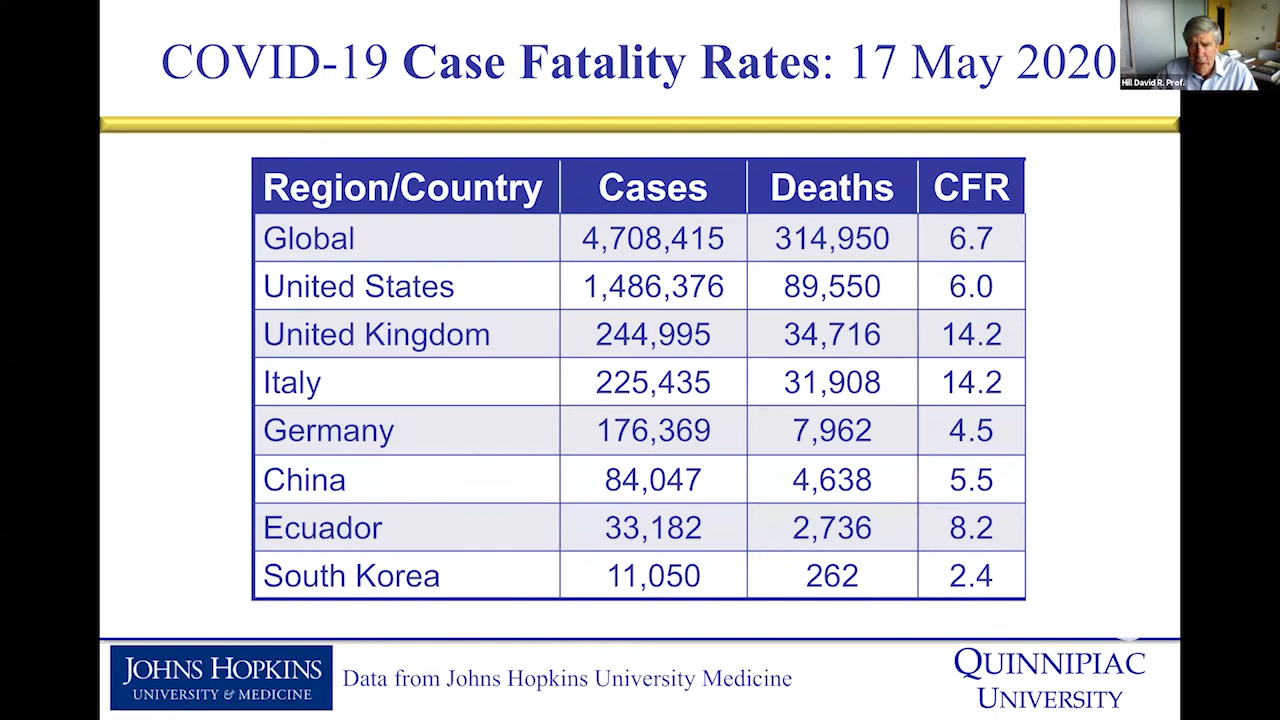 COVID-19 Case Fatality Rates: 17 May 2020
Hill David R. Prof.
Region/Country Cases Deaths CFR
Global 4,708,415 314,950 6.7
United States 1,486,376 89,550 6.0
United Kingdom 244,995 34,716 14.2
Italy 225,435 31,908 14.2
Germany 176,369 7,962 4.5
China 84,047 4,638 5.5
Ecuador 33,182 2,736 8.2
South Korea 11,050 262 2.4
JOHNS HOPKINS
UNIVERSITY & MEDICINE
Data from Johns Hopkins University Medicine
QUINNIPIAC
UNIVERSITY